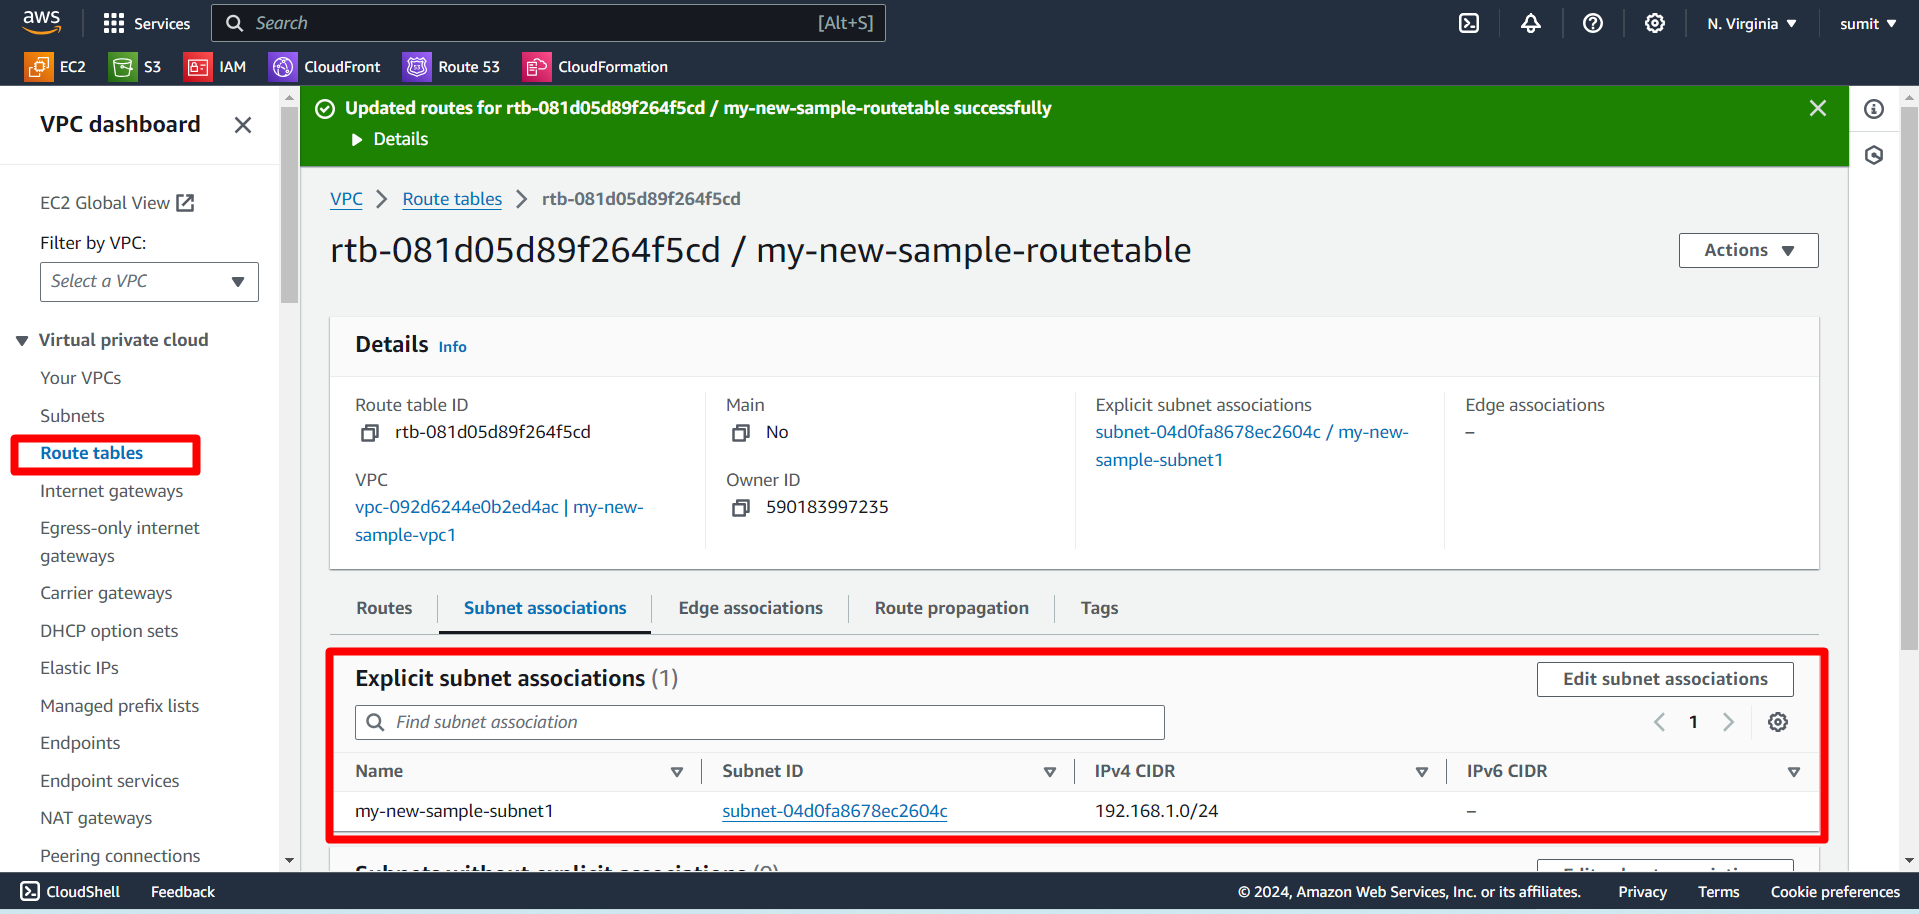 aws
Services
Search
[Alt+S]
N. Virginia
sumit
EC2
S3
IAM
CloudFront
Route 53
CloudFormation
VPC dashboard
EC2 Global View
Filter by VPC:
Select a VPC
Virtual private cloud
Your VPCs
Subnets
Route tables
Internet gateways
Egress-only internet
gateways
Carrier gateways
DHCP option sets
Elastic IPs
Managed prefix lists
Endpoints
Endpoint services
NAT gateways
Peering connections
Updated routes for rtb-081d05d89f264f5cd / my-new-sample-routetable successfully
Details
VPC
Route tables
rtb-081d05d89f264f5cd
rtb-081d05d89f264f5cd / my-new-sample-routetable
Actions
Details Info
Route table ID
rtb-081d05d89f264f5cd
Main
No
Explicit subnet associations
subnet-04d0fa8678ec2604c / my-new-
sample-subnet1
Edge associations
–
VPC
vpc-092d6244e0b2ed4ac | my-new-
sample-vpc1
Owner ID
590183997235
Routes
Subnet associations
Edge associations
Route propagation
Tags
Explicit subnet associations (1)
Edit subnet associations
Find subnet association
1
Name
Subnet ID
IPv4 CIDR
IPv6 CIDR
my-new-sample-subnet1
subnet-04d0fa8678ec2604c
192.168.1.0/24
–
Subnets without explicit associations (0)
Edit subnet associations
CloudShell
Feedback
© 2024, Amazon Web Services, Inc. or its affiliates.
Privacy
Terms
Cookie preferences